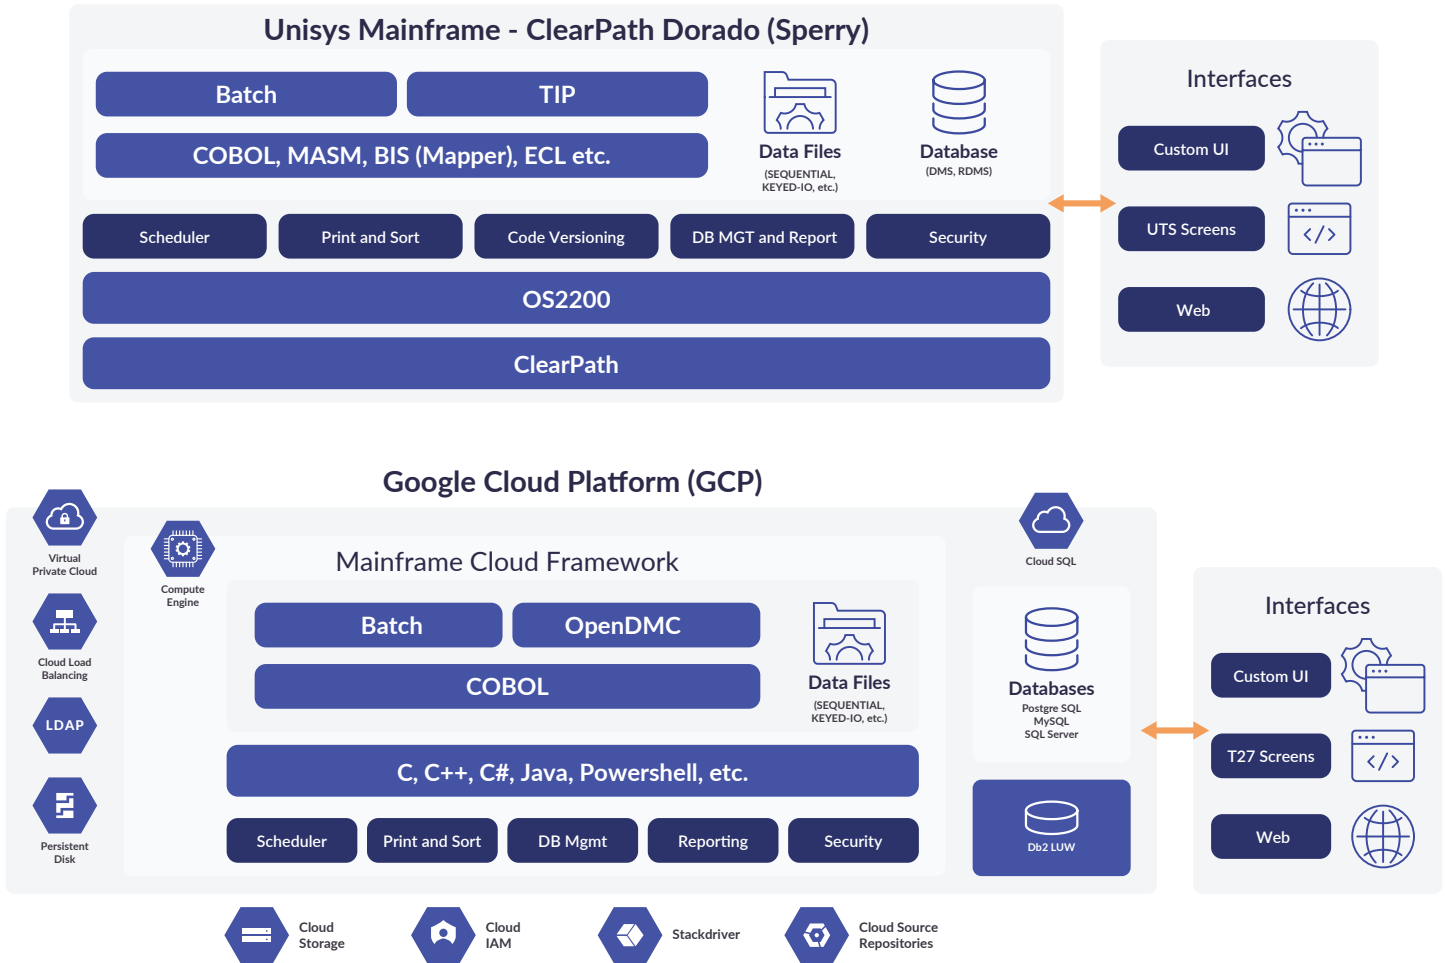 Unisys Mainframe - ClearPath Dorado (Sperry)
Batch
TIP
COBOL, MASM, BIS (Mapper), ECL etc.
Data Files
(SEQUENTIAL,
KEYED-IO, etc.)
Database
(DMS, RDMS)
Scheduler
Print and Sort
Code Versioning
DB MGT and Report
Security
OS2200
ClearPath
Interfaces
Custom UI
UTS Screens
</>
Web
Google Cloud Platform (GCP)
Virtual
Private Cloud
Cloud Load
Balancing
LDAP
Persistent
Disk
Compute
Engine
Mainframe Cloud Framework
Batch
OpenDMC
COBOL
Data Files
(SEQUENTIAL,
KEYED-IO, etc.)
C, C++, C#, Java, Powershell, etc.
Scheduler
Print and Sort
DB Mgmt
Reporting
Security
Cloud SQL
Databases
Postgre SQL
MySQL
SQL Server
Db2 LUW
Interfaces
Custom UI
T27 Screens
</>
Web
Cloud
Storage
Cloud
IAM
Stackdriver
Cloud Source
Repositories